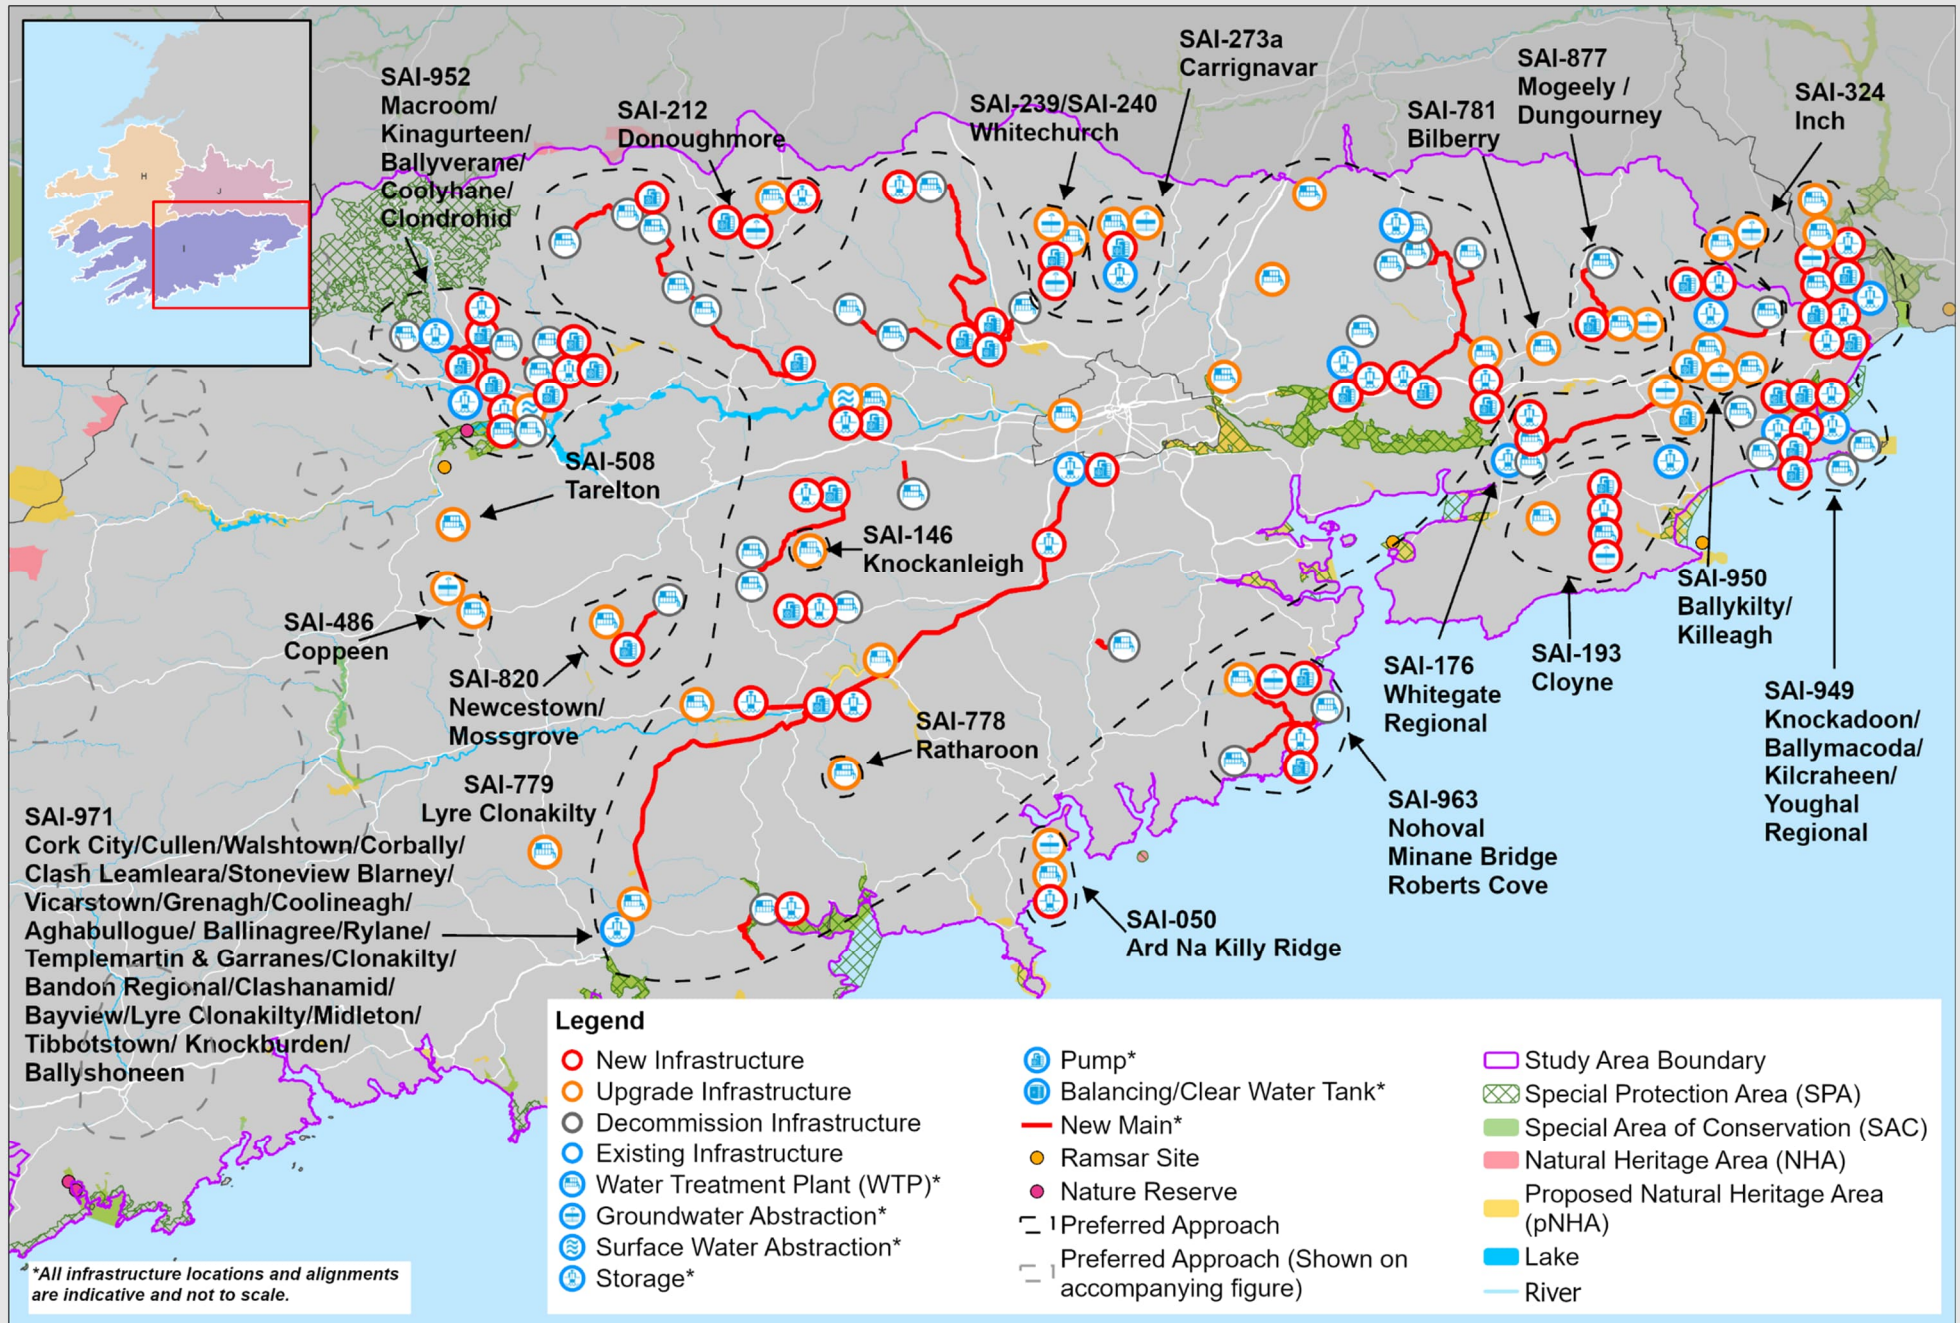 SAI-952
Macroom/
Kinagurteen/
Ballyverane/
Coolyhane/
Clondrohid
SAI-212
Donoughmore
SAI-239/SAI-240
Whitechurch
SAI-273a
Carrignavar
SAI-781
Bilberry
SAI-877
Mogeely /
Dungourney
SAI-324
Inch
H
J
I
SAI-508
Tarelton
SAI-146
Knockanleigh
SAI-486
Coppeen
SAI-820
Newcestown/
Mossgrove
SAI-778
Ratharoon
SAI-779
Lyre Clonakilty
SAI-176
Whitegate
Regional
SAI-193
Cloyne
SAI-950
Ballykilty/
Killeagh
SAI-949
Knockadoon/
Ballymacoda/
Kilcraheen/
Youghal
Regional
SAI-963
Nohoval
Minane Bridge
Roberts Cove
SAI-050
Ard Na Killy Ridge
SAI-971
Cork City/Cullen/Walshtown/Corbally/
Clash Leamleara/Stoneview Blarney/
Vicarstown/Grenagh/Coolineagh/
Aghabullogue/ Ballinagree/Rylane/
Templemartin & Garranes/Clonakilty/
Bandon Regional/Clashanamid/
Bayview/Lyre Clonakilty/Midleton/
Tibbotstown/ Knockburden/
Ballyshoneen
Legend
New Infrastructure
Upgrade Infrastructure
Decommission Infrastructure
Existing Infrastructure
Water Treatment Plant (WTP)*
Groundwater Abstraction*
Surface Water Abstraction*
Storage*
Pump*
Balancing/Clear Water Tank*
New Main*
Ramsar Site
Nature Reserve
Preferred Approach
Preferred Approach (Shown on
accompanying figure)
Study Area Boundary
Special Protection Area (SPA)
Special Area of Conservation (SAC)
Natural Heritage Area (NHA)
Proposed Natural Heritage Area
(pNHA)
Lake
River
*All infrastructure locations and alignments
are indicative and not to scale.